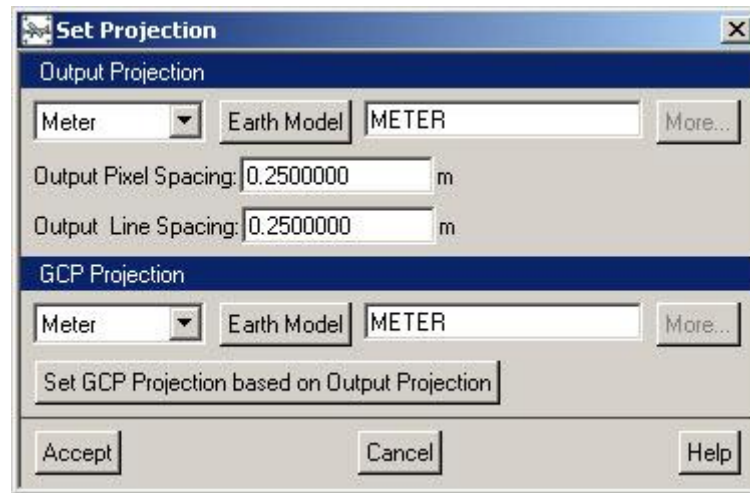 Set Projection
Output Projection
Meter Earth Model METER More...
Output Pixel Spacing: 0.2500000 m
Output Line Spacing: 0.2500000 m
GCP Projection
Meter Earth Model METER More...
Set GCP Projection based on Output Projection
Accept Cancel Help